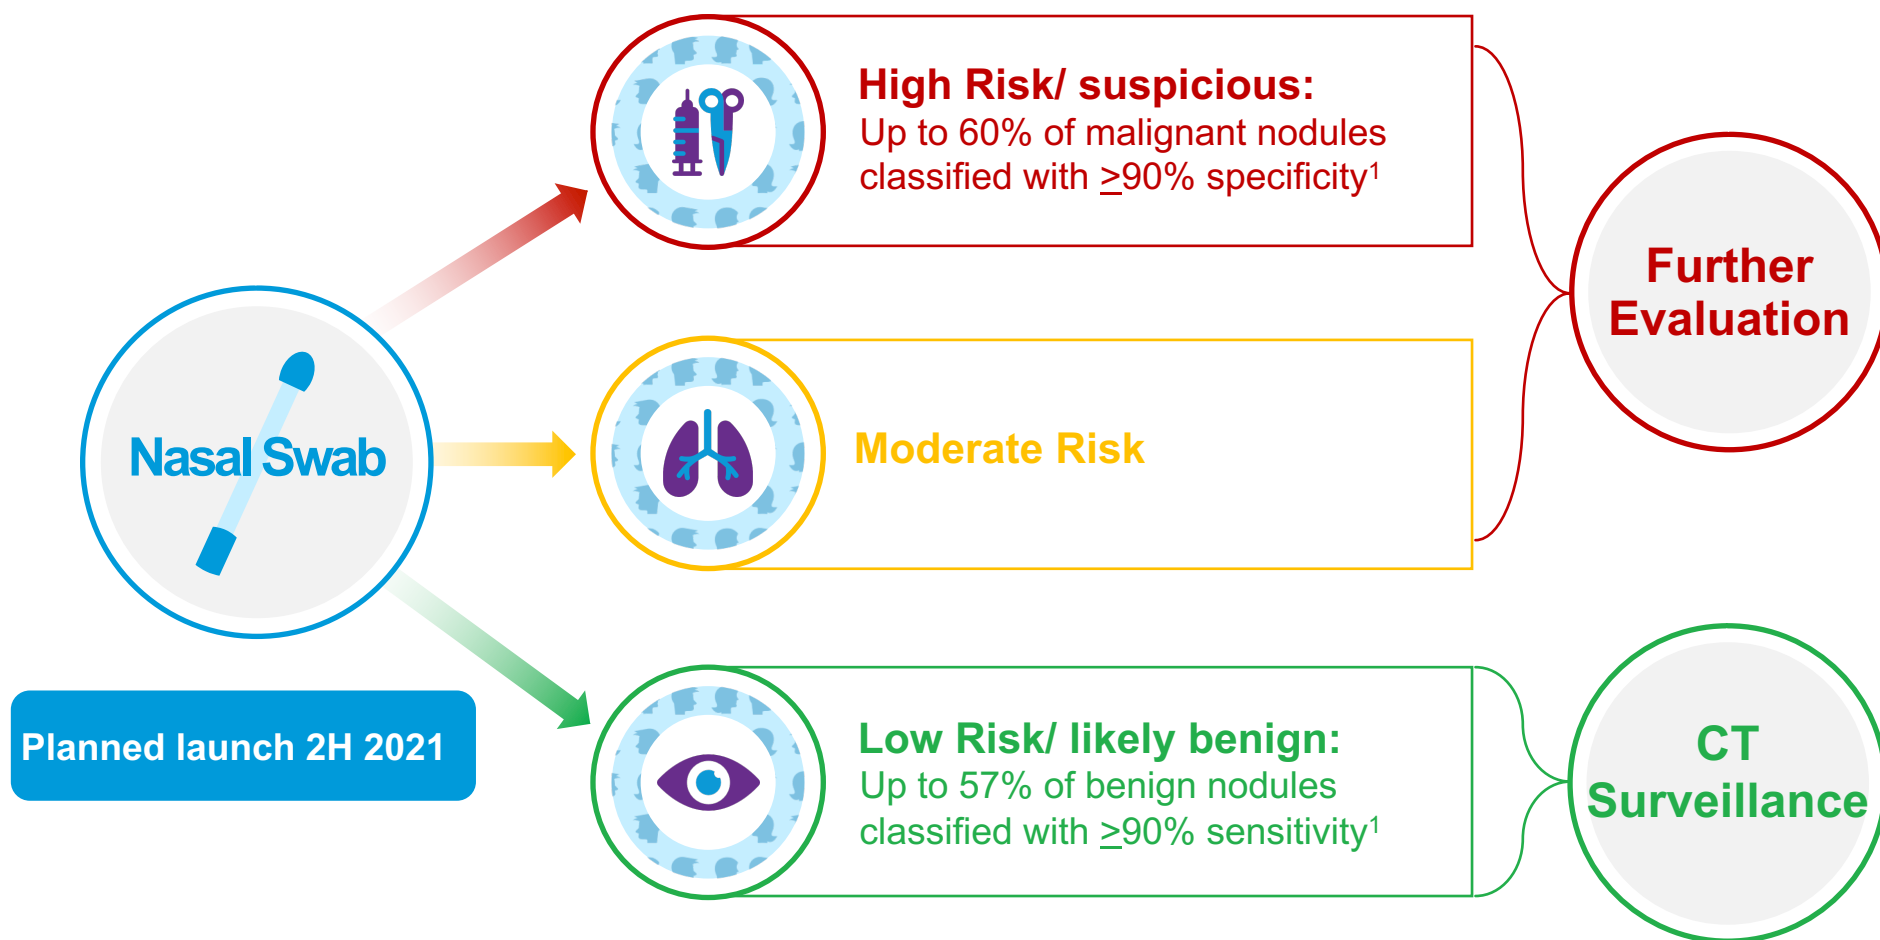 Nasal Swab
Planned launch 2H 2021
High Risk/ suspicious:
Up to 60% of malignant nodules
classified with ≥90% specificity¹
Moderate Risk
Low Risk/ likely benign:
Up to 57% of benign nodules
classified with ≥90% sensitivity¹
Further
Evaluation
CT
Surveillance